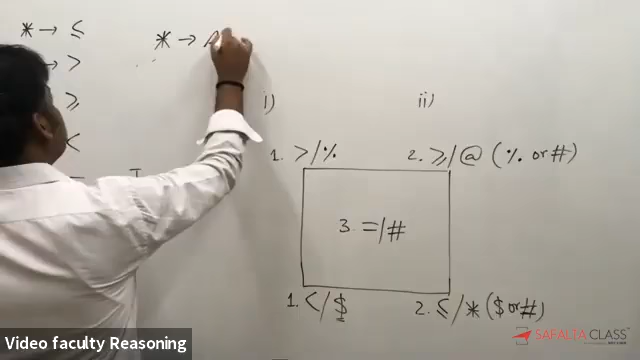 * → ≤
* →
→ >
≥
<
i)
ii)
1. >/%
2. ≥/@ (% or #)
3. =/#
1. </$
2. ≤/* ($ or #)
SAFALTA CLASS
Video faculty Reasoning